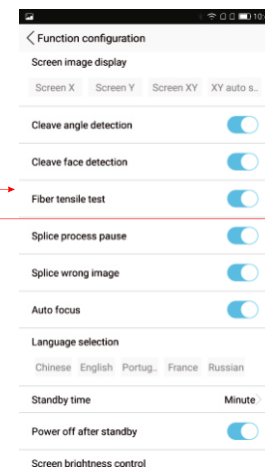 10:
Function configuration
Screen image display
Screen X Screen Y Screen XY XY auto s..
Cleave angle detection
Cleave face detection
Fiber tensile test
Splice process pause
Splice wrong image
Auto focus
Language selection
Chinese English Portug.. France Russian
Standby time Minute
Power off after standby
Screen brightness control